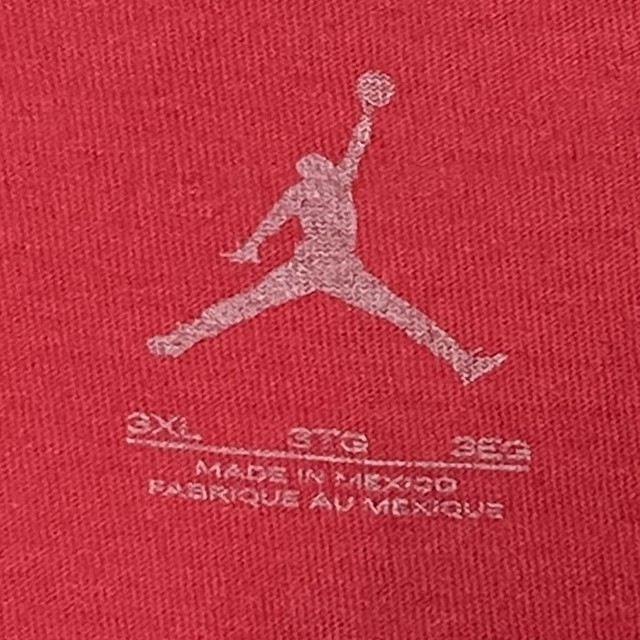 3XL 3TG 3EG
MADE IN MEXICO
FABRIQUE AU MEXIQUE